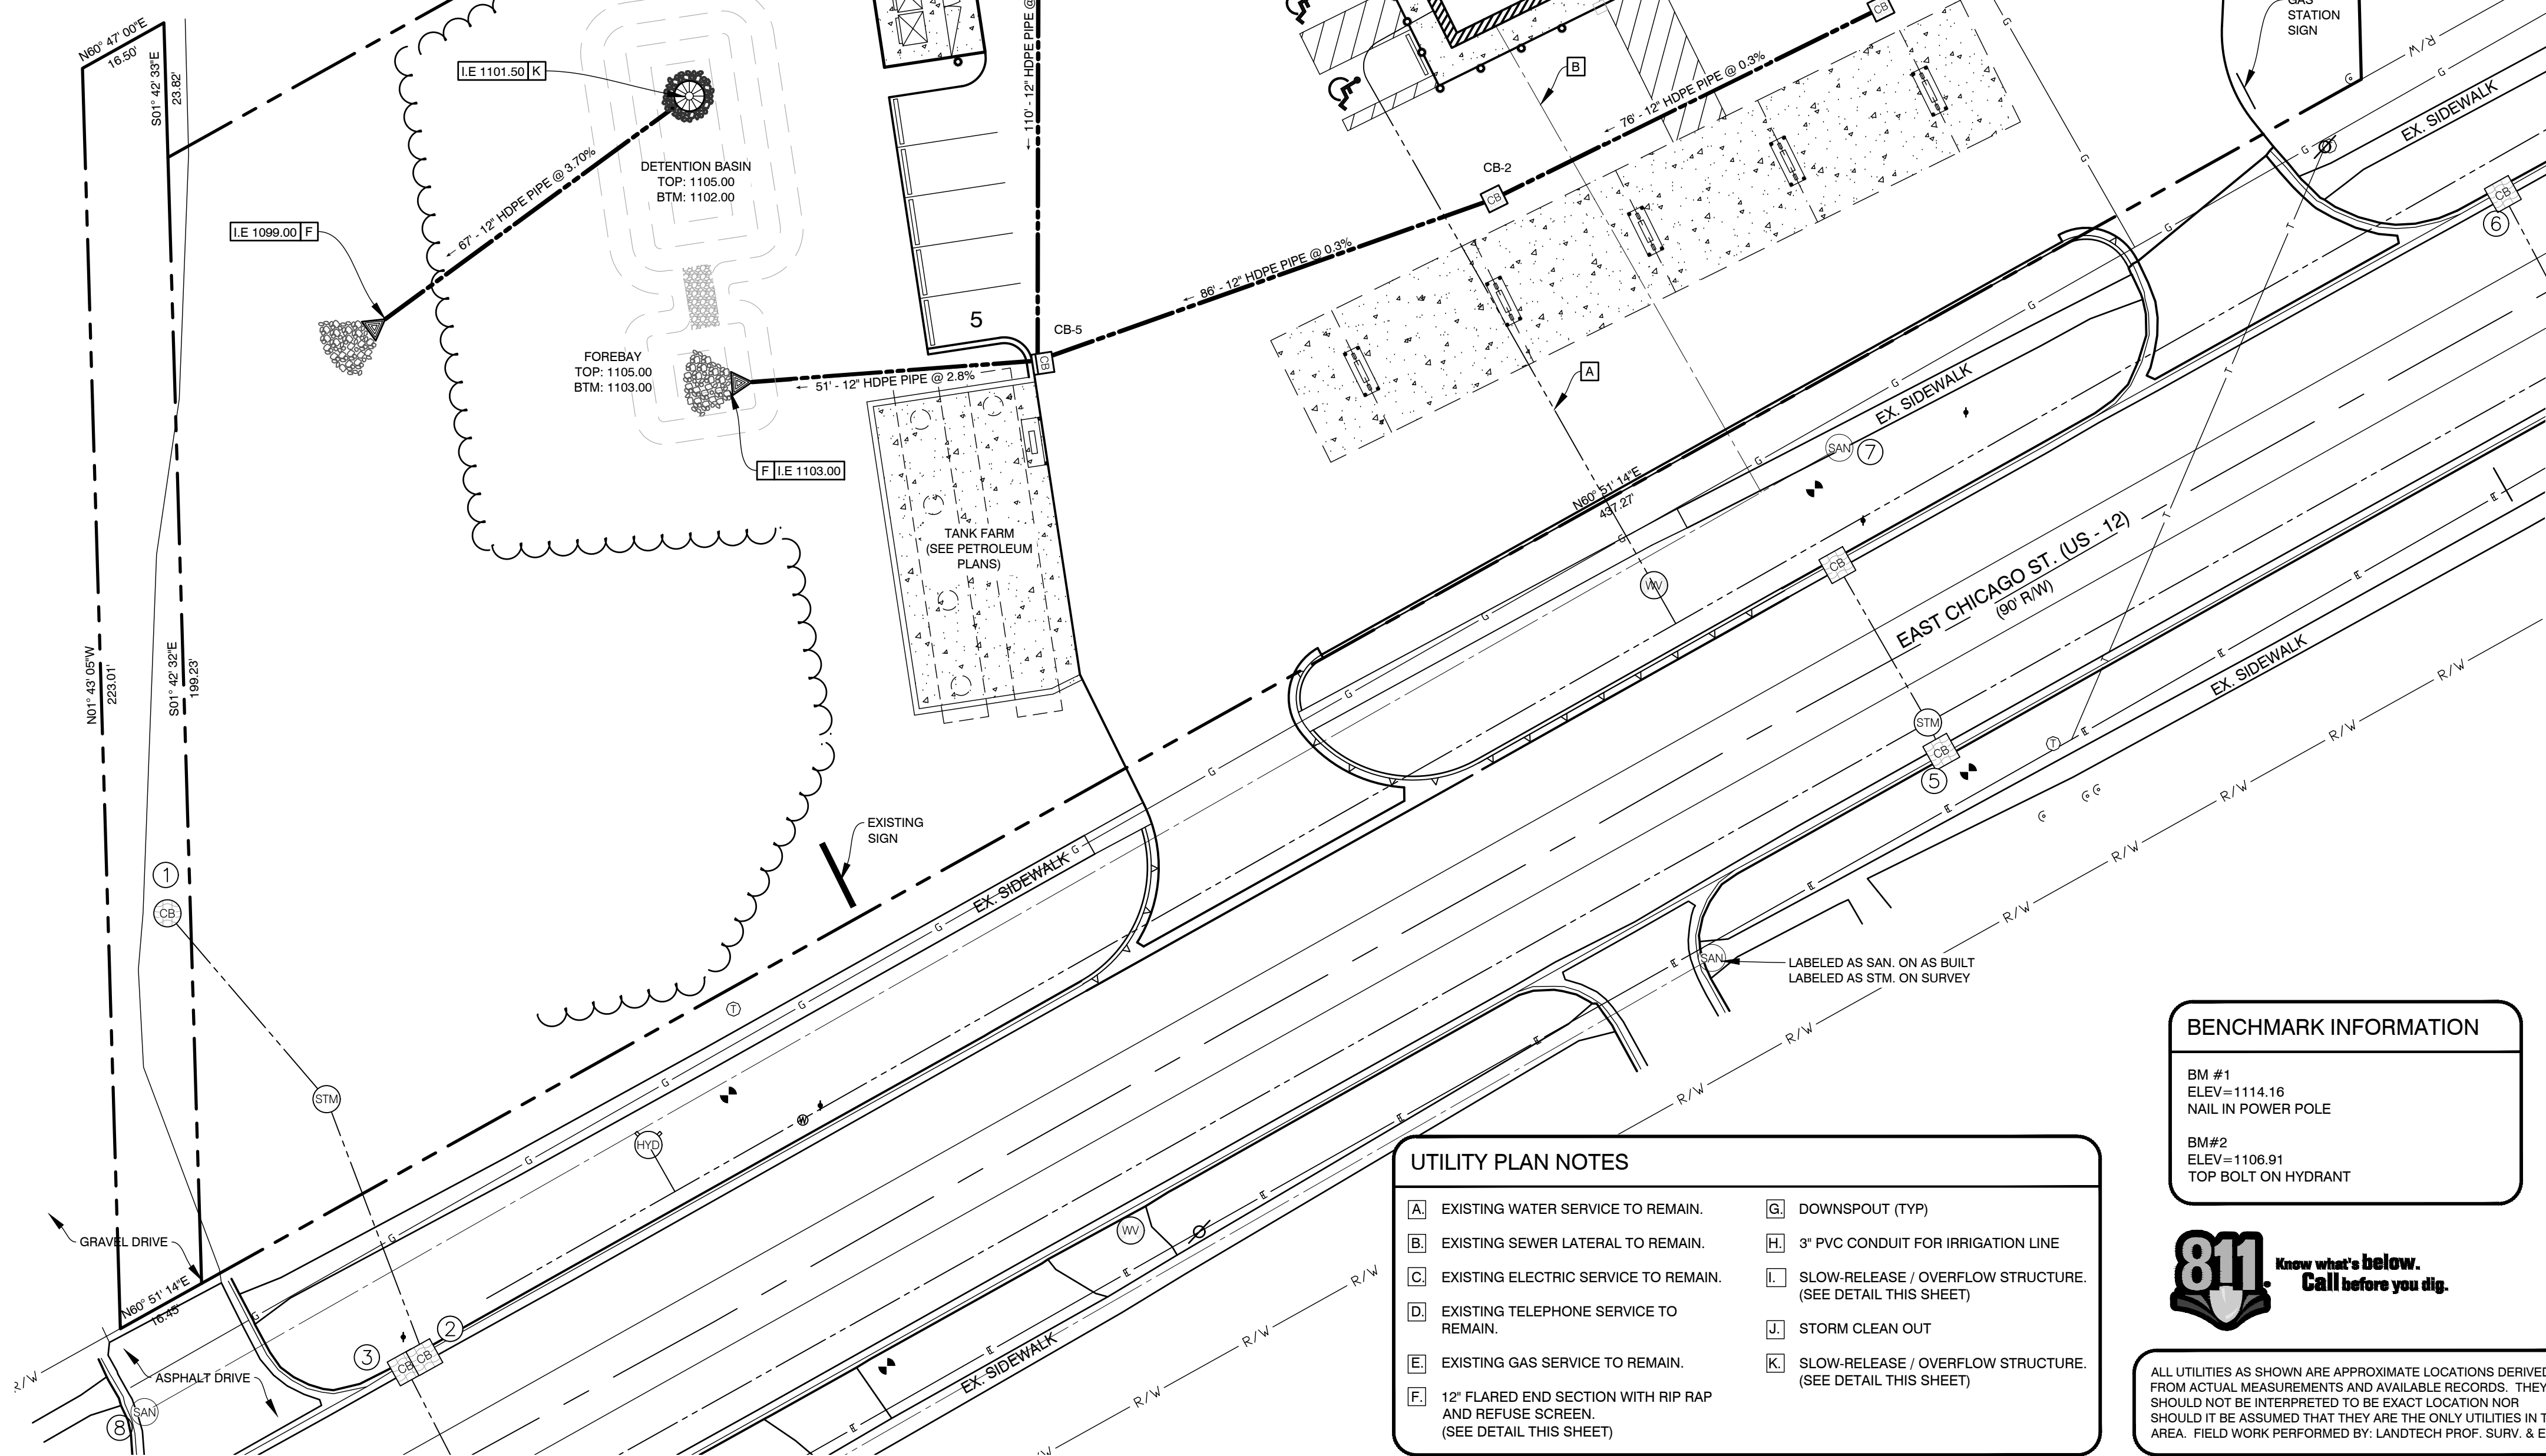 N60° 47' 00"E
16.50'
S01° 42' 33"E
23.82'
I.E 1101.50 K
67' - 12" HDPE PIPE @ 3.70%
DETENTION BASIN
TOP: 1105.00
BTM: 1102.00
I.E 1099.00 F
FOREBAY
TOP: 1105.00
BTM: 1103.00
51' - 12" HDPE PIPE @ 2.8%
F I.E 1103.00
110' - 12" HDPE PIPE @
5
CB-5
CB
86' - 12" HDPE PIPE @ 0.3%
CB-2
CB
76' - 12" HDPE PIPE @ 0.3%
CB
B
A
STATION
SIGN
R/W
G
EX. SIDEWALK
T
CB
6
TANK FARM
(SEE PETROLEUM
PLANS)
N60° 51' 14"E
437.27'
EX. SIDEWALK
SAN
7
WV
CB
EAST CHICAGO ST. (US - 12)
(90' R/W)
EX. SIDEWALK
R/W
STM
CB
5
T
N01° 43' 05"W
223.01'
S01° 42' 32"E
199.23'
1
CB
STM
EXISTING
SIGN
EX. SIDEWALK
T
HYD
W
SAN
LABELED AS SAN. ON AS BUILT
LABELED AS STM. ON SURVEY
R/W
R/W
R/W
R/W
R/W
R/W
R/W
R/W
R/W
GRAVEL DRIVE
N60° 51' 14"E
16.45'
ASPHALT DRIVE
R/W
SAN
8
3
CB
CB
2
WV
EX. SIDEWALK
E
BENCHMARK INFORMATION
BM #1
ELEV=1114.16
NAIL IN POWER POLE
BM#2
ELEV=1106.91
TOP BOLT ON HYDRANT
UTILITY PLAN NOTES
A. EXISTING WATER SERVICE TO REMAIN.
B. EXISTING SEWER LATERAL TO REMAIN.
C. EXISTING ELECTRIC SERVICE TO REMAIN.
D. EXISTING TELEPHONE SERVICE TO
REMAIN.
E. EXISTING GAS SERVICE TO REMAIN.
F. 12" FLARED END SECTION WITH RIP RAP
AND REFUSE SCREEN.
(SEE DETAIL THIS SHEET)
G. DOWNSPOUT (TYP)
H. 3" PVC CONDUIT FOR IRRIGATION LINE
I. SLOW-RELEASE / OVERFLOW STRUCTURE.
(SEE DETAIL THIS SHEET)
J. STORM CLEAN OUT
K. SLOW-RELEASE / OVERFLOW STRUCTURE.
(SEE DETAIL THIS SHEET)
811
Know what's below.
Call before you dig.
ALL UTILITIES AS SHOWN ARE APPROXIMATE LOCATIONS DERIVED
FROM ACTUAL MEASUREMENTS AND AVAILABLE RECORDS. THEY
SHOULD NOT BE INTERPRETED TO BE EXACT LOCATION NOR
SHOULD IT BE ASSUMED THAT THEY ARE THE ONLY UTILITIES IN
AREA. FIELD WORK PERFORMED BY: LANDTECH PROF. SURV. &